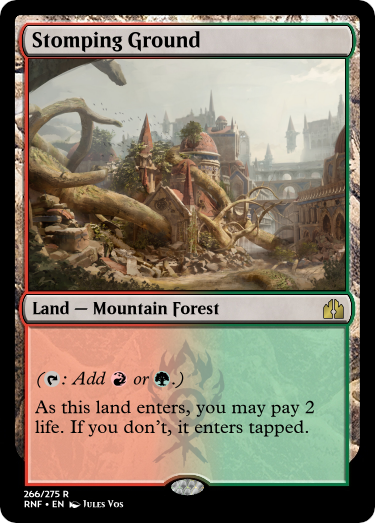 Stomping Ground
Land — Mountain Forest
(: Add or .)
As this land enters, you may pay 2
life. If you don't, it enters tapped.
266/275 R
RNF • EN Jules Vos